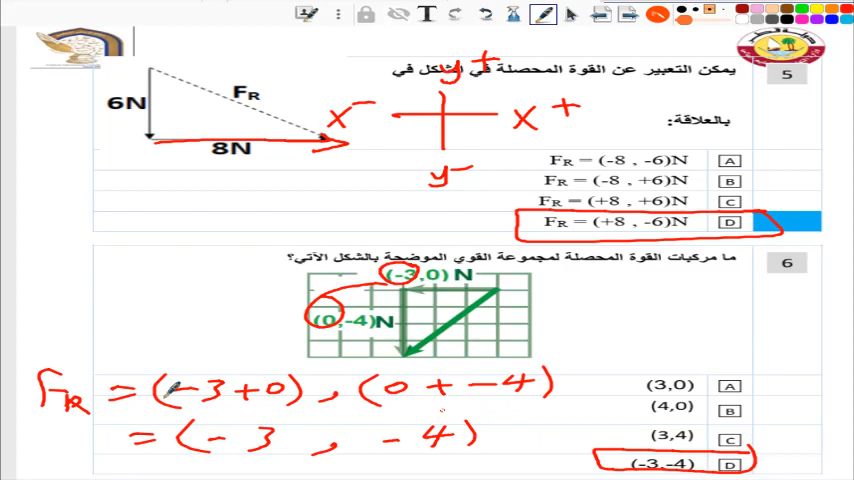 5
يمكن التعبير عن القوة المحصلة في الشكل في
بالعلاقة:
6N
FR
8N
y+
x-
x+
y-
FR = (-8 , -6)N A
FR = (-8 , +6)N B
FR = (+8 , +6)N C
FR = (+8 , -6)N D
6
ما مركبات القوة المحصلة لمجموعة القوي الموضحة بالشكل الآتي؟
(-3,0) N
(0,-4)N
(3,0) A
(4,0) B
(3,4) C
(-3,-4) D
FR = (-3+0) , (0 + -4)
= (-3 , -4)